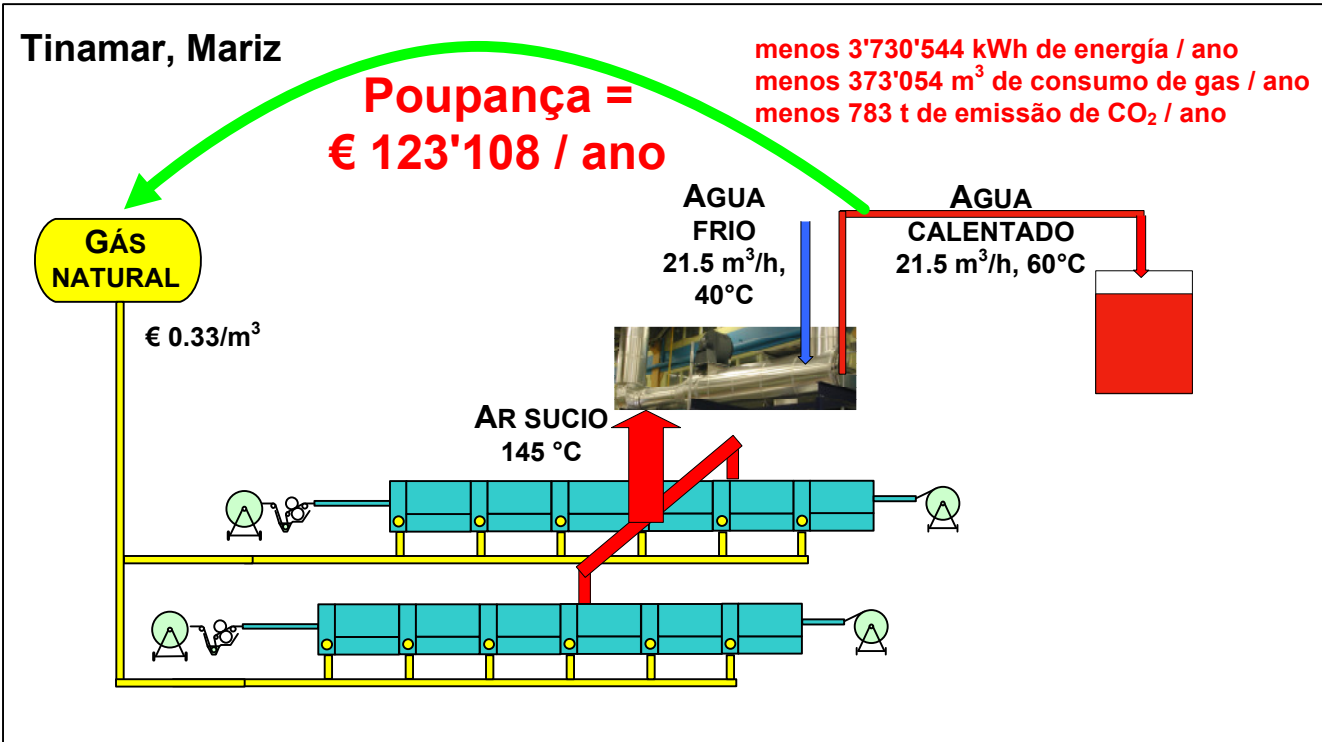 Tinamar, Mariz
Poupança =
€ 123'108 / ano
menos 3'730'544 kWh de energía / ano
menos 373'054 m³ de consumo de gas / ano
menos 783 t de emissão de CO₂ / ano
GÁS
NATURAL
€ 0.33/m³
AGUA
FRIO
21.5 m³/h,
40°C
AGUA
CALENTADO
21.5 m³/h, 60°C
AR SUCIO
145 °C